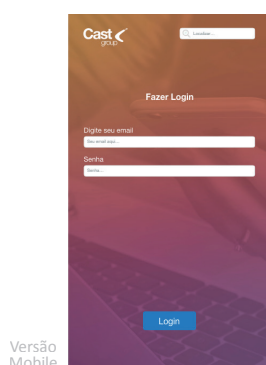 Cast
group
Localizar...
Fazer Login
Digite seu email
Seu email aqui...
Senha
Senha...
Login
Versão
Mobile